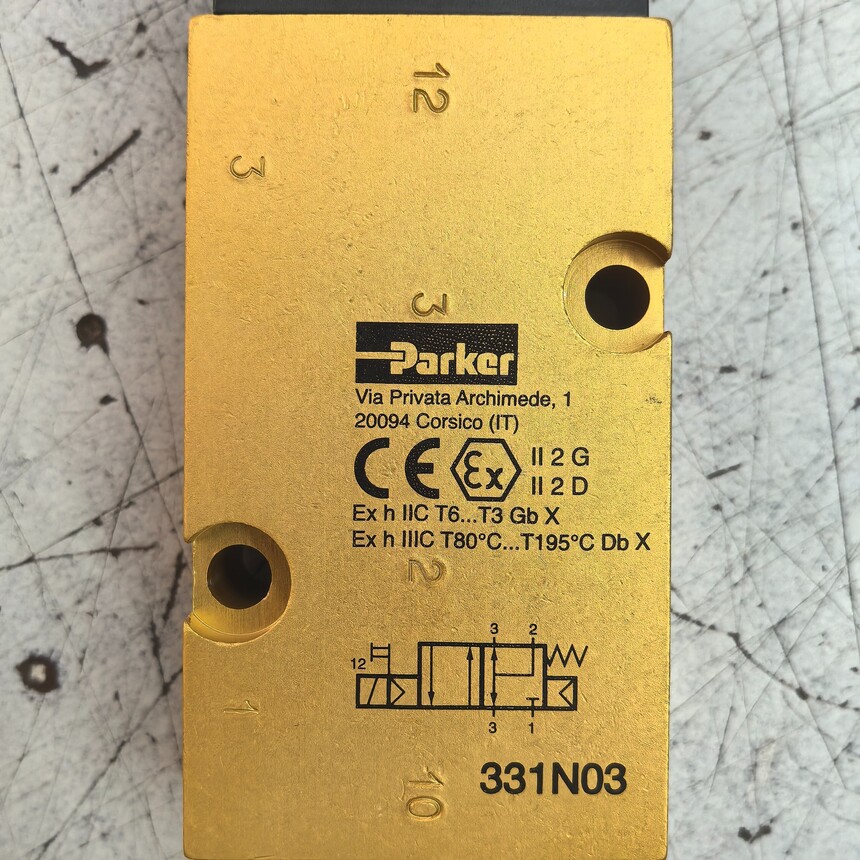 12
3
3
Parker
Via Privata Archimede, 1
20094 Corsico (IT)
CE Ex II 2 G
II 2 D
Ex h IIC T6...T3 Gb X
Ex h IIIC T80°C...T195°C Db X
2
3 2
12
1
3 1
331N03
10